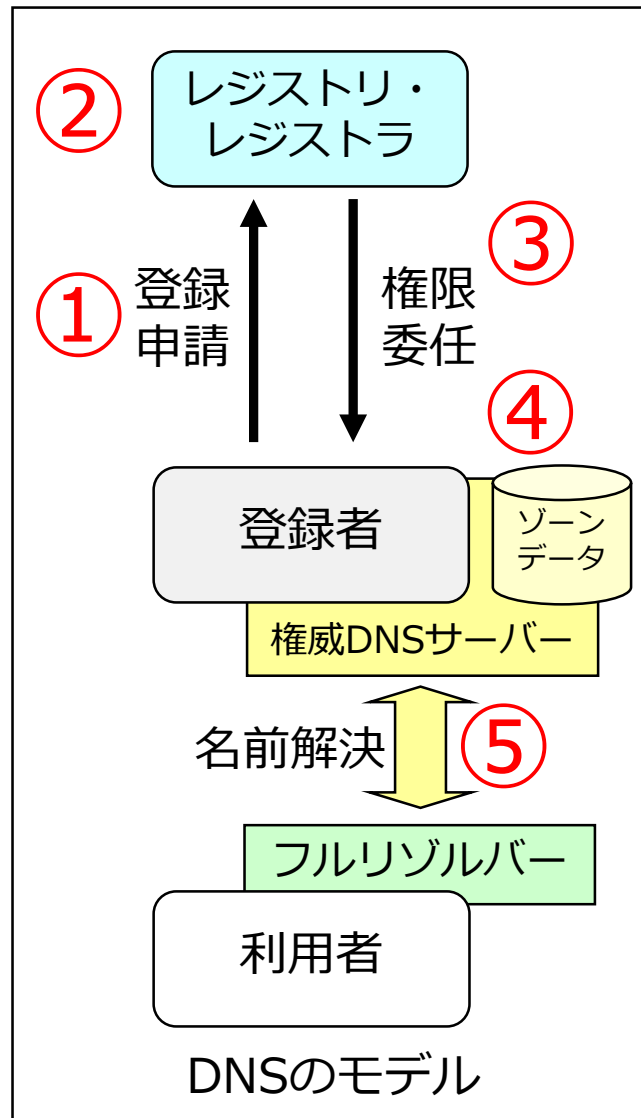 ②
レジストリ・
レジストラ
③
①
登録
申請
権限
委任
④
登録者
ゾーン
データ
権威DNSサーバー
名前解決
⑤
フルリゾルバー
利用者
DNSのモデル